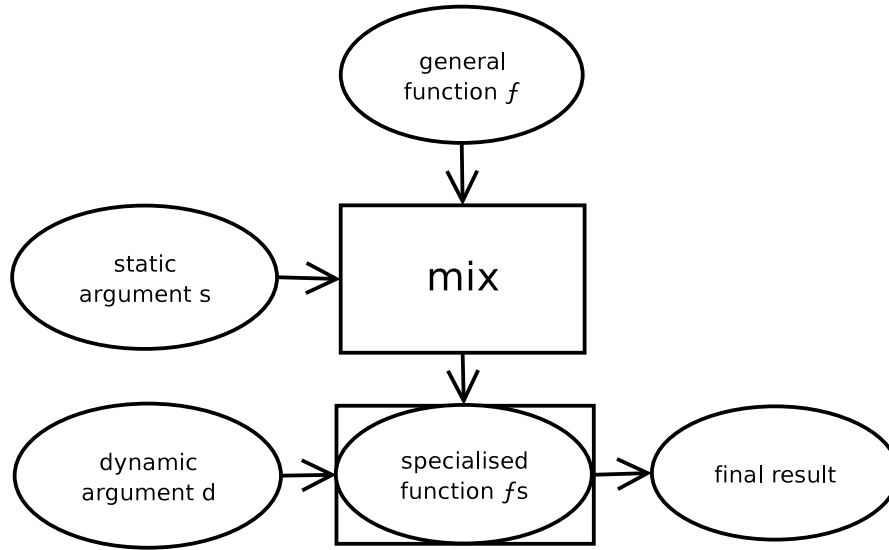 general
function ƒ
static
argument s
mix
dynamic
argument d
specialised
function ƒs
final result